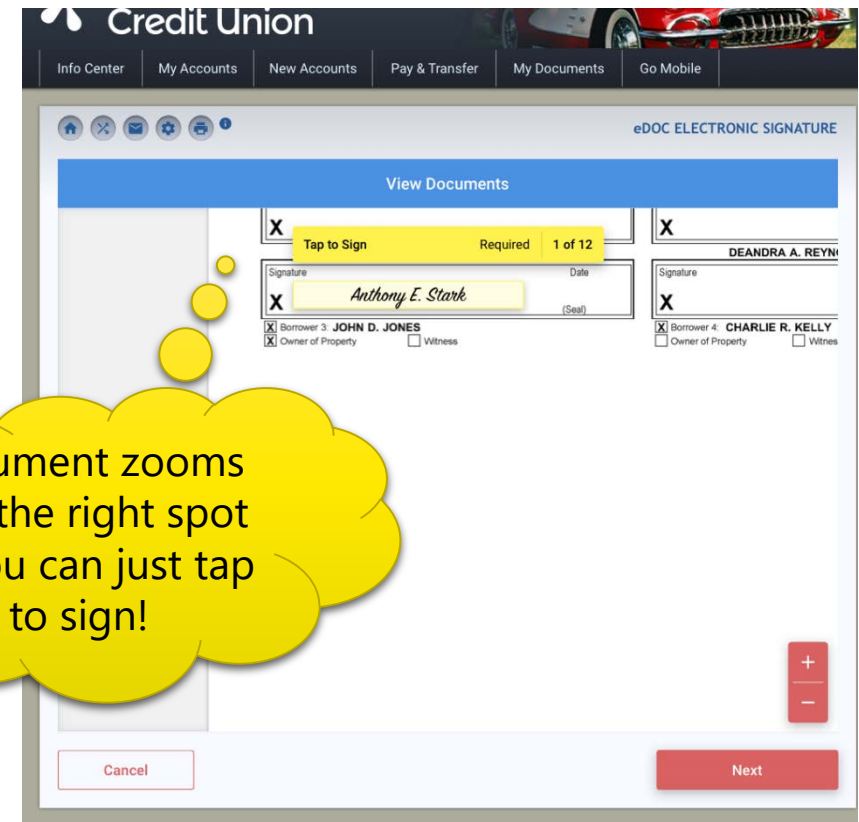 Credit Union
Info Center My Accounts New Accounts Pay & Transfer My Documents Go Mobile
eDOC ELECTRONIC SIGNATURE
View Documents
X X
Tap to Sign Required 1 of 12
DEANDRA A.
Signature Date Signature
X Anthony E. Stark (Seal) X
X Borrower 3: JOHN D. JONES X Borrower 4: CHARLIE R. KELLY
X Owner of Property Witness Owner of Property
zooms
the right spot
can just tap
to sign!
+
−
Cancel Next